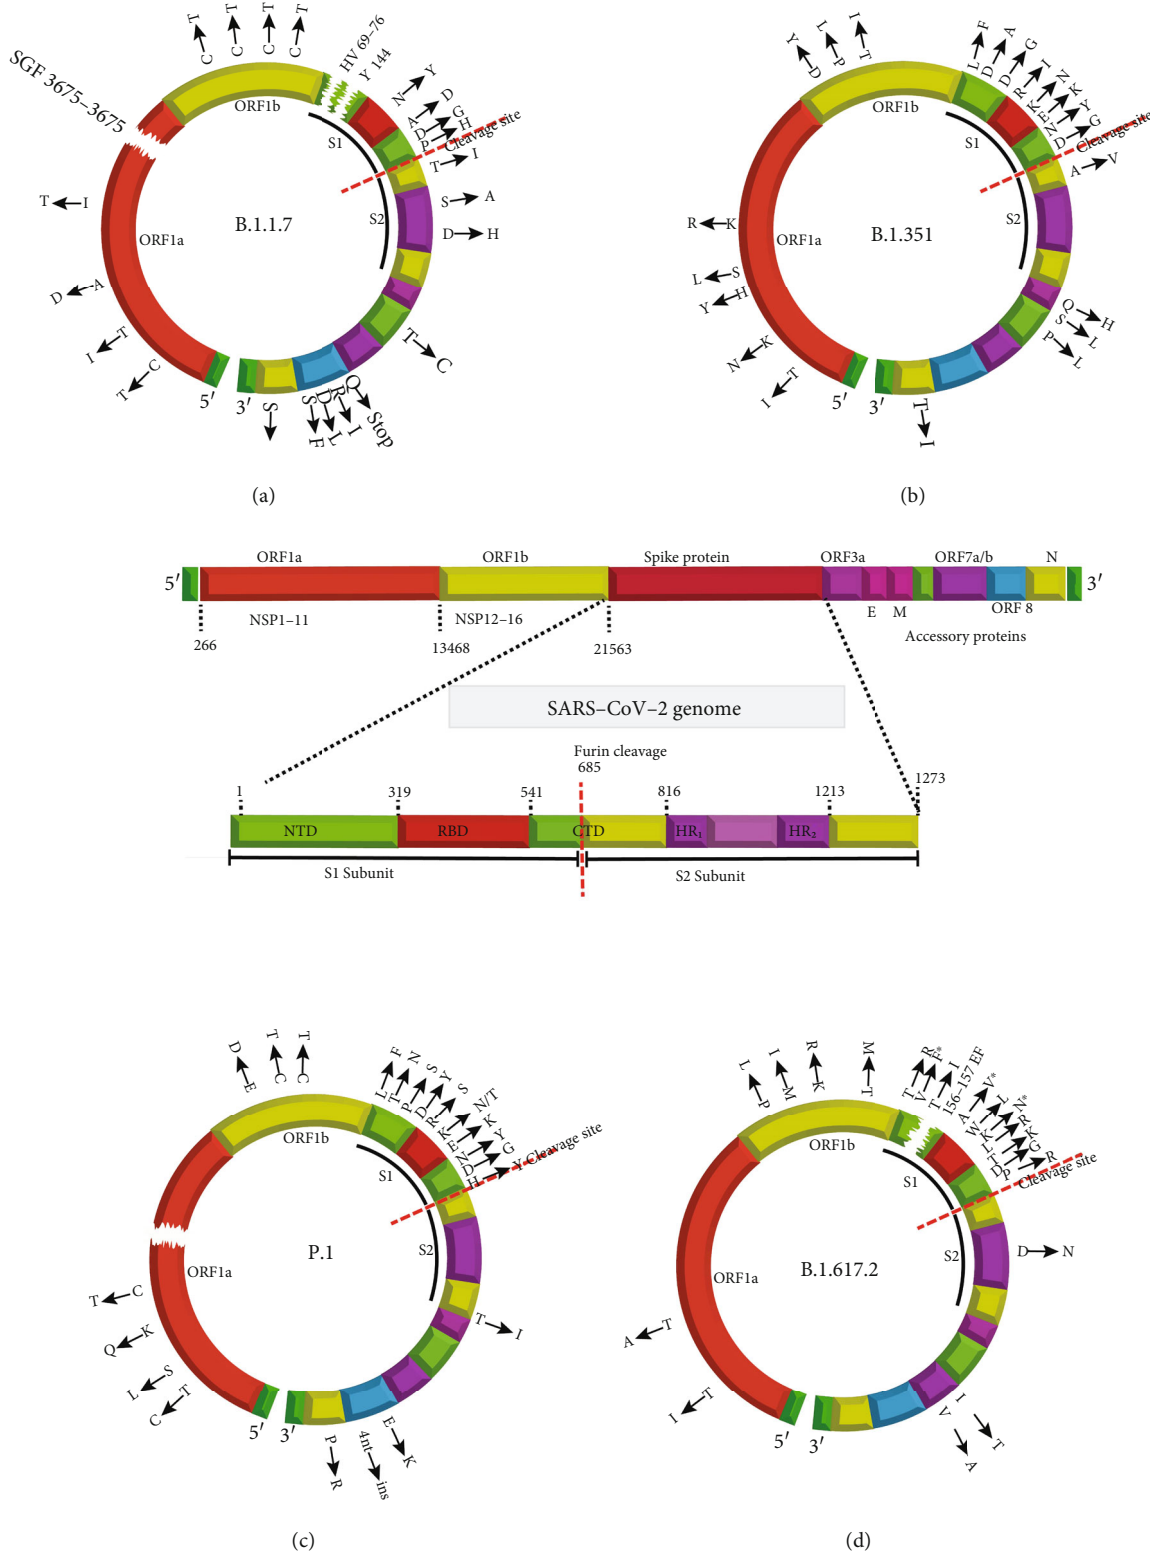 T T T T
C C C C
SGF 3675–3675
HV 69–76
Y 144
ORF1b
N Y
A D
D G
P H
Cleavage site
T I
S1
S A
S2
D H
B.1.1.7
T I
ORF1a
D A
I T
T C
T C
5′
3′
S
S F
D L
R I
Q Stop
(a)
Y D
L P
I T
ORF1b
L F
D A
D G
R I
K N
E K
N Y
D G
Cleavage site
A V
S1
S2
B.1.351
R K
ORF1a
L S
Y H
N K
I T
Q H
S L
P L
5′
3′
T I
(b)
ORF1a
ORF1b
Spike protein
ORF3a
ORF7a/b
N
5′
3′
NSP1–11
NSP12–16
E
M
ORF 8
266
13468
21563
Accessory proteins
SARS–CoV–2 genome
Furin cleavage
685
1
319
541
816
1213
1273
NTD
RBD
CTD
HR₁
HR₂
S1 Subunit
S2 Subunit
D E
T C
T C
ORF1b
L F
T N
P S
D Y
R S
K N/T
E K
N Y
D G
H Y
Cleavage site
S1
S2
P.1
ORF1a
T C
Q K
L S
C T
T I
5′
3′
P R
4nt ins
E K
(c)
L P
I M
R K
M T
ORF1b
T R
V F*
T I
156–157 EF
A V*
W L
K N*
L R
T K
D G
P R
Cleavage site
S1
S2
D N
B.1.617.2
ORF1a
A T
I T
5′
3′
V A
I T
(d)